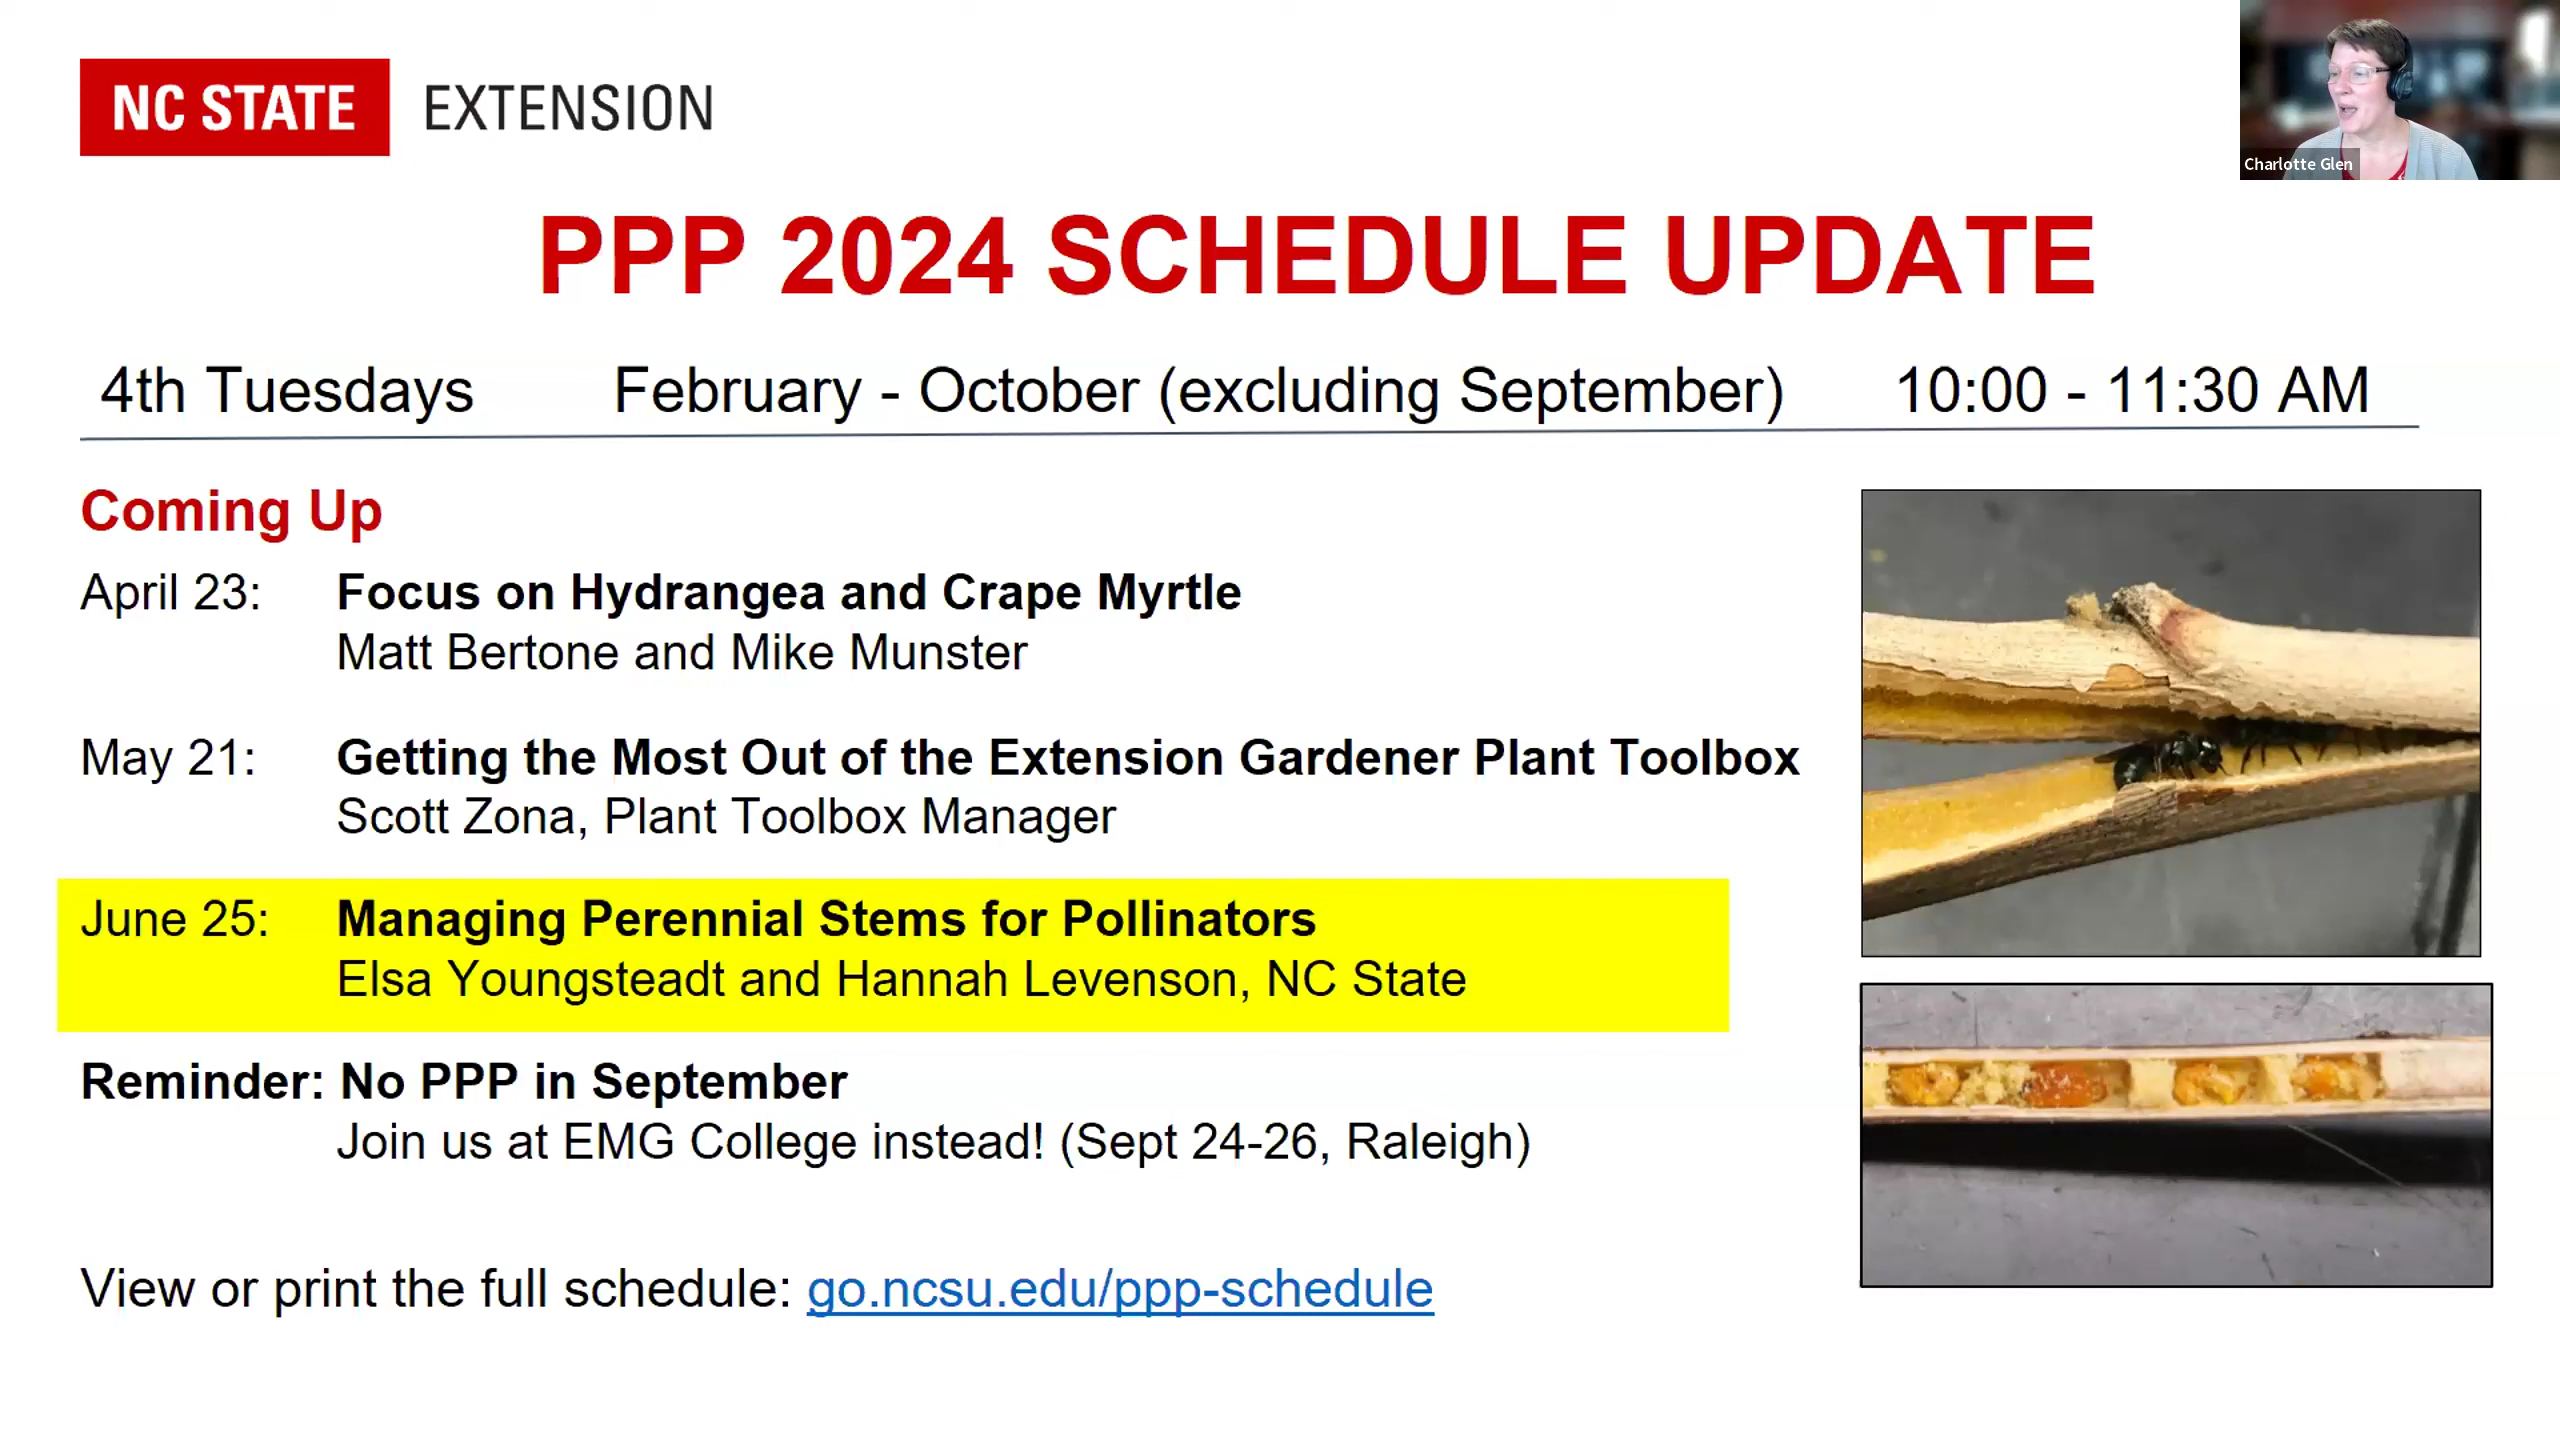 NC STATE EXTENSION
Charlotte Glen
PPP 2024 SCHEDULE UPDATE
4th Tuesdays February - October (excluding September) 10:00 - 11:30 AM
Coming Up
April 23: Focus on Hydrangea and Crape Myrtle
Matt Bertone and Mike Munster
May 21: Getting the Most Out of the Extension Gardener Plant Toolbox
Scott Zona, Plant Toolbox Manager
June 25: Managing Perennial Stems for Pollinators
Elsa Youngsteadt and Hannah Levenson, NC State
Reminder: No PPP in September
Join us at EMG College instead! (Sept 24-26, Raleigh)
View or print the full schedule: go.ncsu.edu/ppp-schedule